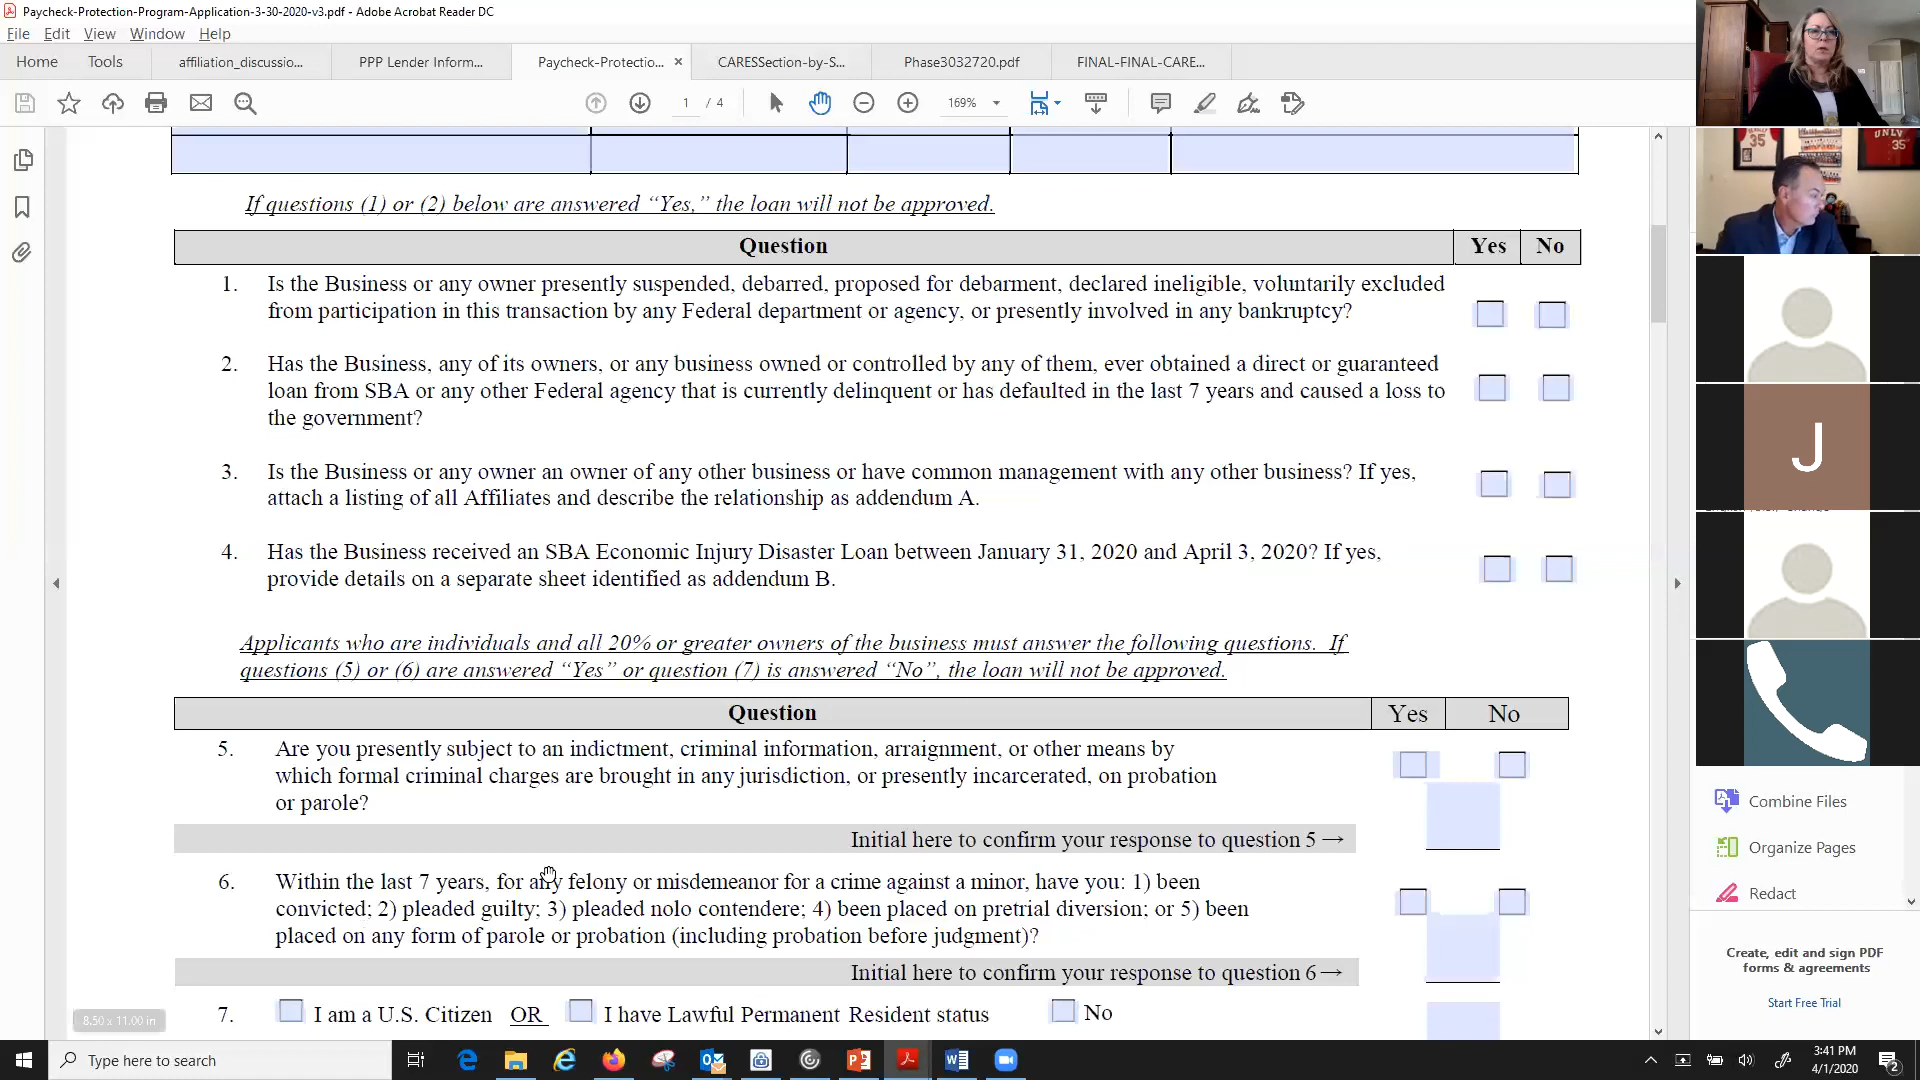 Paycheck-Protection-Program-Application-3-30-2020-v3.pdf - Adobe Acrobat Reader DC
File Edit View Window Help
Home Tools affiliation_discussio... PPP Lender Inform... Paycheck-Protectio... × CARESSection-by-S... Phase3032720.pdf FINAL-FINAL-CARE...
1 / 4 169%
If questions (1) or (2) below are answered “Yes,” the loan will not be approved.
Question Yes No
1. Is the Business or any owner presently suspended, debarred, proposed for debarment, declared ineligible, voluntarily excluded
from participation in this transaction by any Federal department or agency, or presently involved in any bankruptcy?
2. Has the Business, any of its owners, or any business owned or controlled by any of them, ever obtained a direct or guaranteed
loan from SBA or any other Federal agency that is currently delinquent or has defaulted in the last 7 years and caused a loss to
the government?
3. Is the Business or any owner an owner of any other business or have common management with any other business? If yes,
attach a listing of all Affiliates and describe the relationship as addendum A.
4. Has the Business received an SBA Economic Injury Disaster Loan between January 31, 2020 and April 3, 2020? If yes,
provide details on a separate sheet identified as addendum B.
Applicants who are individuals and all 20% or greater owners of the business must answer the following questions. If
questions (5) or (6) are answered “Yes” or question (7) is answered “No”, the loan will not be approved.
Question Yes No
5. Are you presently subject to an indictment, criminal information, arraignment, or other means by
which formal criminal charges are brought in any jurisdiction, or presently incarcerated, on probation
or parole?
Initial here to confirm your response to question 5 →
6. Within the last 7 years, for any felony or misdemeanor for a crime against a minor, have you: 1) been
convicted; 2) pleaded guilty; 3) pleaded nolo contendere; 4) been placed on pretrial diversion; or 5) been
placed on any form of parole or probation (including probation before judgment)?
Initial here to confirm your response to question 6 →
7. I am a U.S. Citizen OR I have Lawful Permanent Resident status No
8.50 x 11.00 in
35
UNLV
35
J
Combine Files
Organize Pages
Redact
Create, edit and sign PDF
forms & agreements
Start Free Trial
Type here to search
3:41 PM
4/1/2020
2